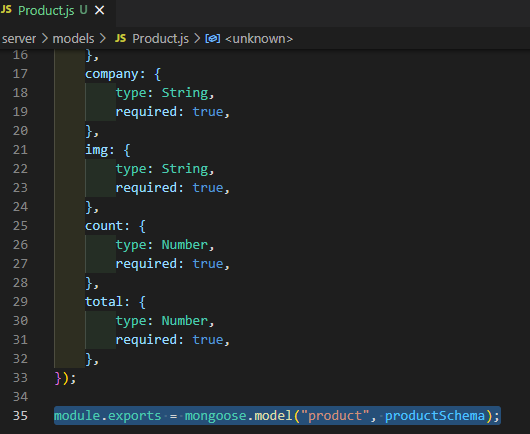 JS Product.js U ×
server > models > JS Product.js > <unknown>
16 },
17 company: {
18 type: String,
19 required: true,
20 },
21 img: {
22 type: String,
23 required: true,
24 },
25 count: {
26 type: Number,
27 required: true,
28 },
29 total: {
30 type: Number,
31 required: true,
32 },
33 });
34
35 module.exports = mongoose.model("product", productSchema);